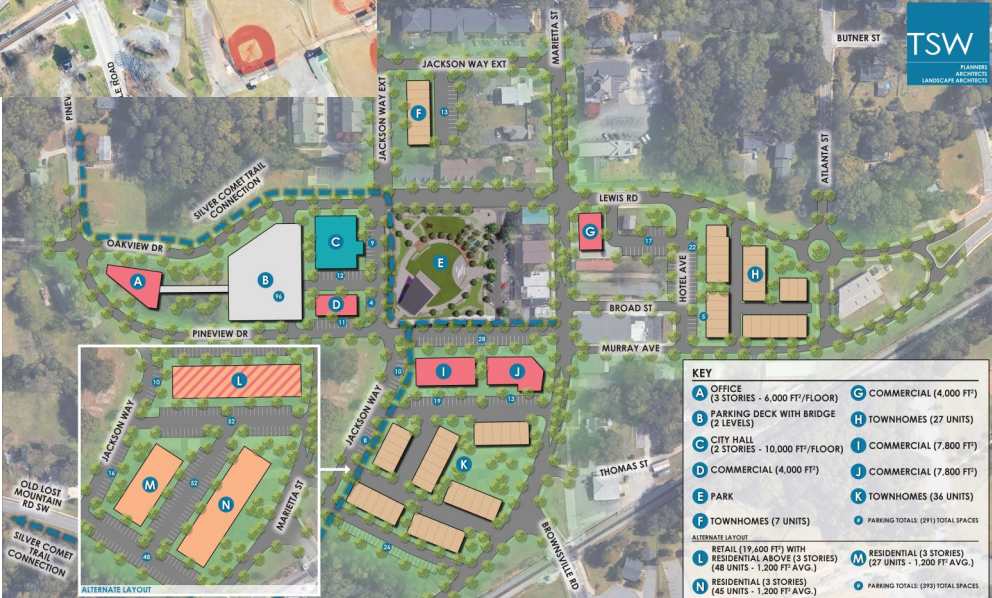 TSW
PLANNERS
ARCHITECTS
LANDSCAPE ARCHITECTS
BUTNER ST
MARIETTA ST
JACKSON WAY EXT
JACKSON WAY EXT
LE ROAD
PINEV
ATLANTA ST
F
13
SILVER COMET TRAIL
CONNECTION
LEWIS RD
OAKVIEW DR
A
B
96
C
9
12
D
4
11
E
G
17
22
HOTEL AVE
H
5
BROAD ST
MURRAY AVE
PINEVIEW DR
28
10
I
J
19
13
JACKSON WAY
8
K
26
THOMAS ST
BROWNSVILLE RD
OLD LOST
MOUNTAIN
RD SW
SILVER COMET
TRAIL
CONNECTION
10
L
JACKSON WAY
52
16
M
52
N
48
MARIETTA ST
ALTERNATE LAYOUT
KEY
A OFFICE
(3 STORIES - 6,000 FT²/FLOOR)
B PARKING DECK WITH BRIDGE
(2 LEVELS)
C CITY HALL
(2 STORIES - 10,000 FT²/FLOOR)
D COMMERCIAL (4,000 FT²)
E PARK
F TOWNHOMES (7 UNITS)
G COMMERCIAL (4,000 FT²)
H TOWNHOMES (27 UNITS)
I COMMERCIAL (7,800 FT²)
J COMMERCIAL (7,800 FT²)
K TOWNHOMES (36 UNITS)
# PARKING TOTALS: (291) TOTAL SPACES
ALTERNATE LAYOUT
L RETAIL (19,600 FT²) WITH
RESIDENTIAL ABOVE (3 STORIES)
(48 UNITS - 1,200 FT² AVG.)
N RESIDENTIAL (3 STORIES)
(45 UNITS - 1,200 FT² AVG.)
M RESIDENTIAL (3 STORIES)
(27 UNITS - 1,200 FT² AVG.)
# PARKING TOTALS: (393) TOTAL SPACES